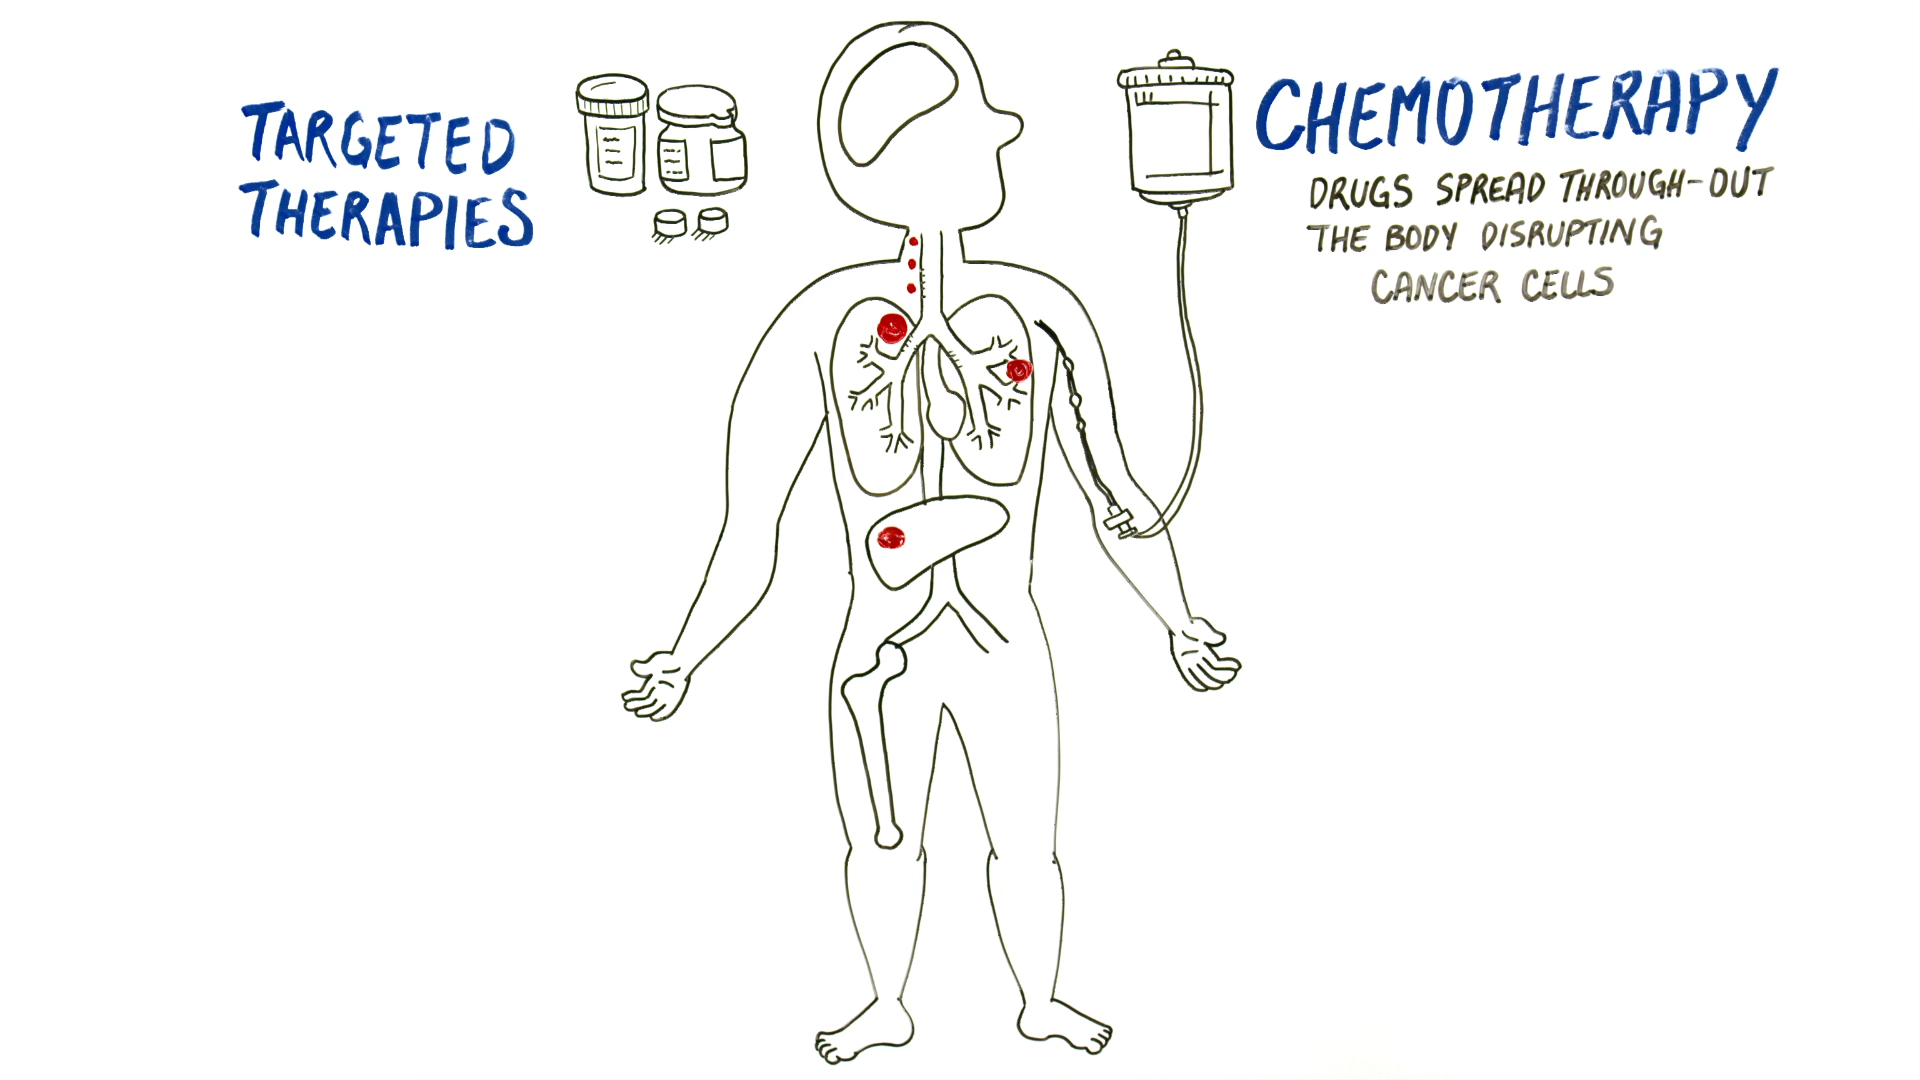 TARGETED
THERAPIES
CHEMOTHERAPY
DRUGS SPREAD THROUGH-OUT
THE BODY DISRUPTING
CANCER CELLS